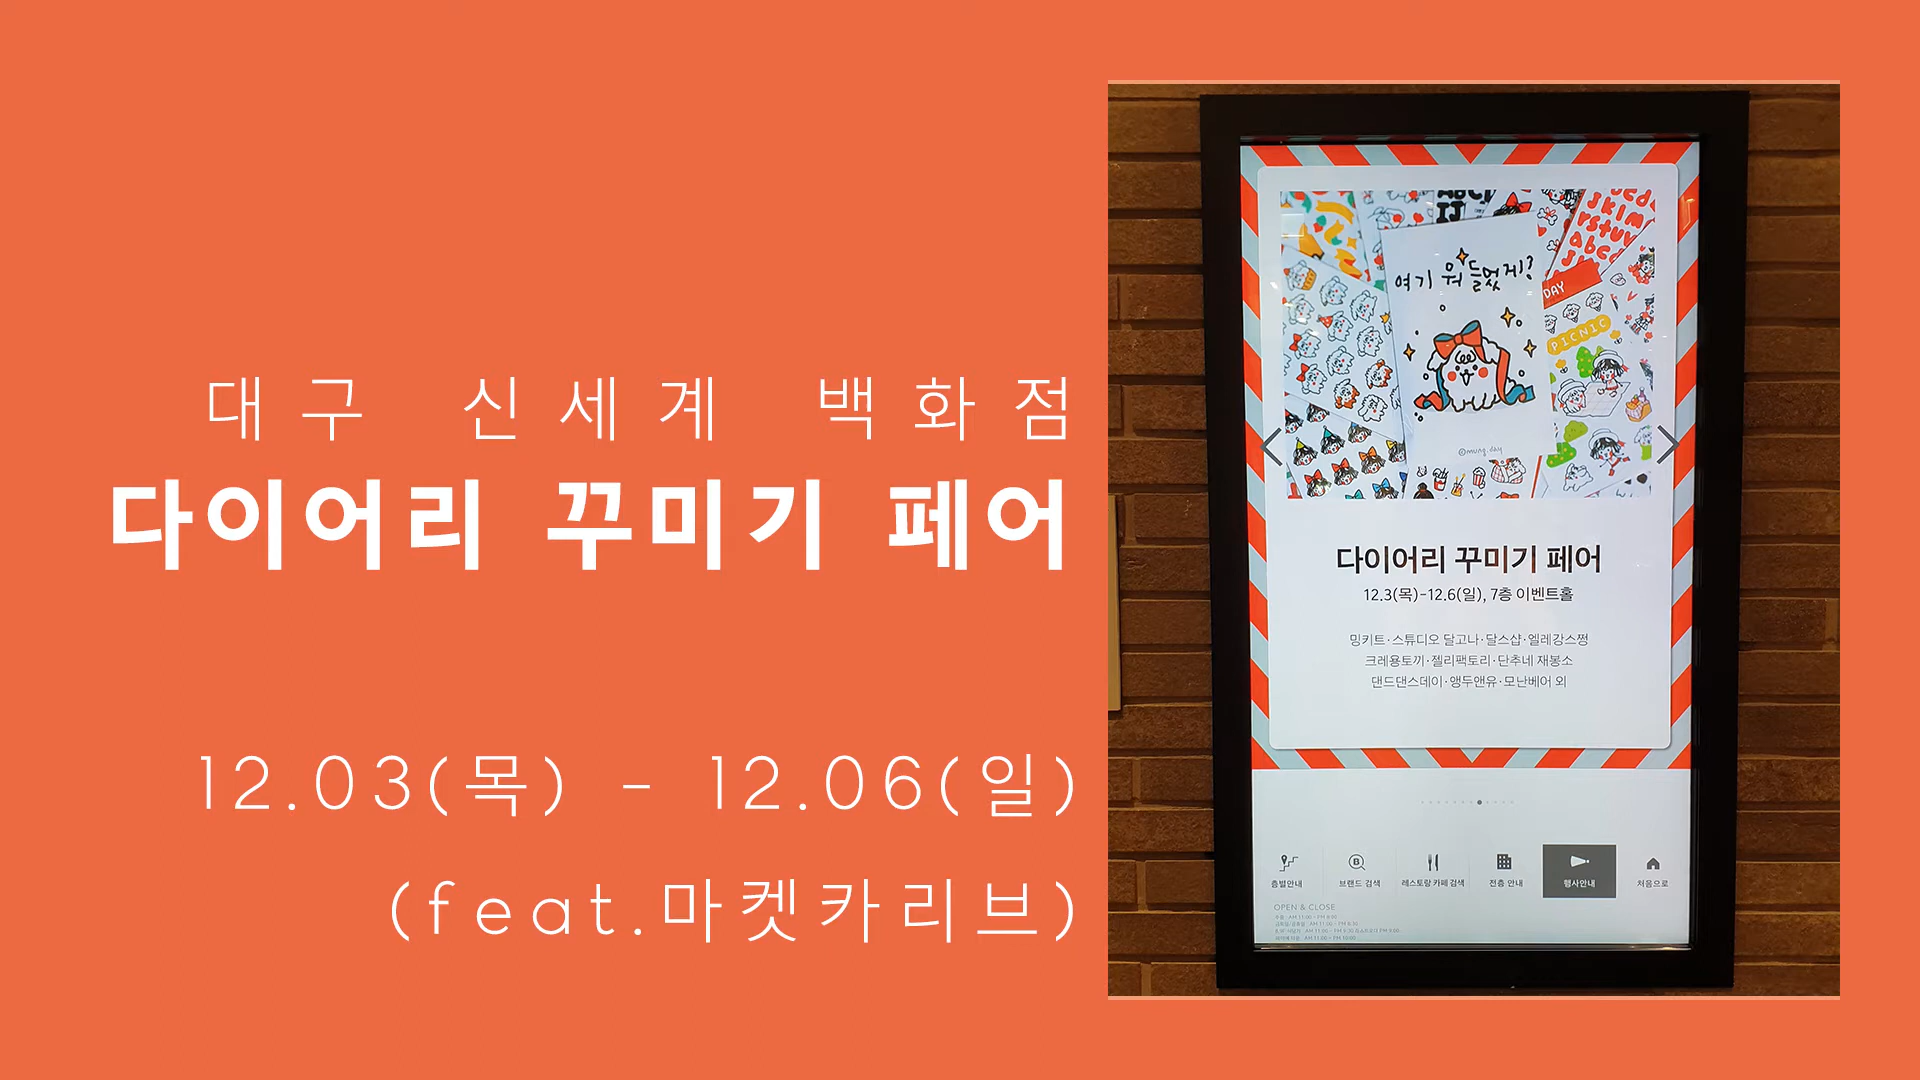 대구 신세계 백화점
다이어리 꾸미기 페어
12.03(목) - 12.06(일)
(feat.마켓카리브)
여기 뭐 들었게?
DAY
PICNIC
@mung.day
다이어리 꾸미기 페어
12.3(목)-12.6(일), 7층 이벤트홀
밍키트·스튜디오 달고나·달스샵·엘레강스쩡
크레용토끼·젤리팩토리·단추네 재봉소
댄드댄스데이·앵두앤유·모난베어 외
층별안내
브랜드 검색
레스토랑 카페 검색
전층 안내
행사안내
처음으로
OPEN & CLOSE